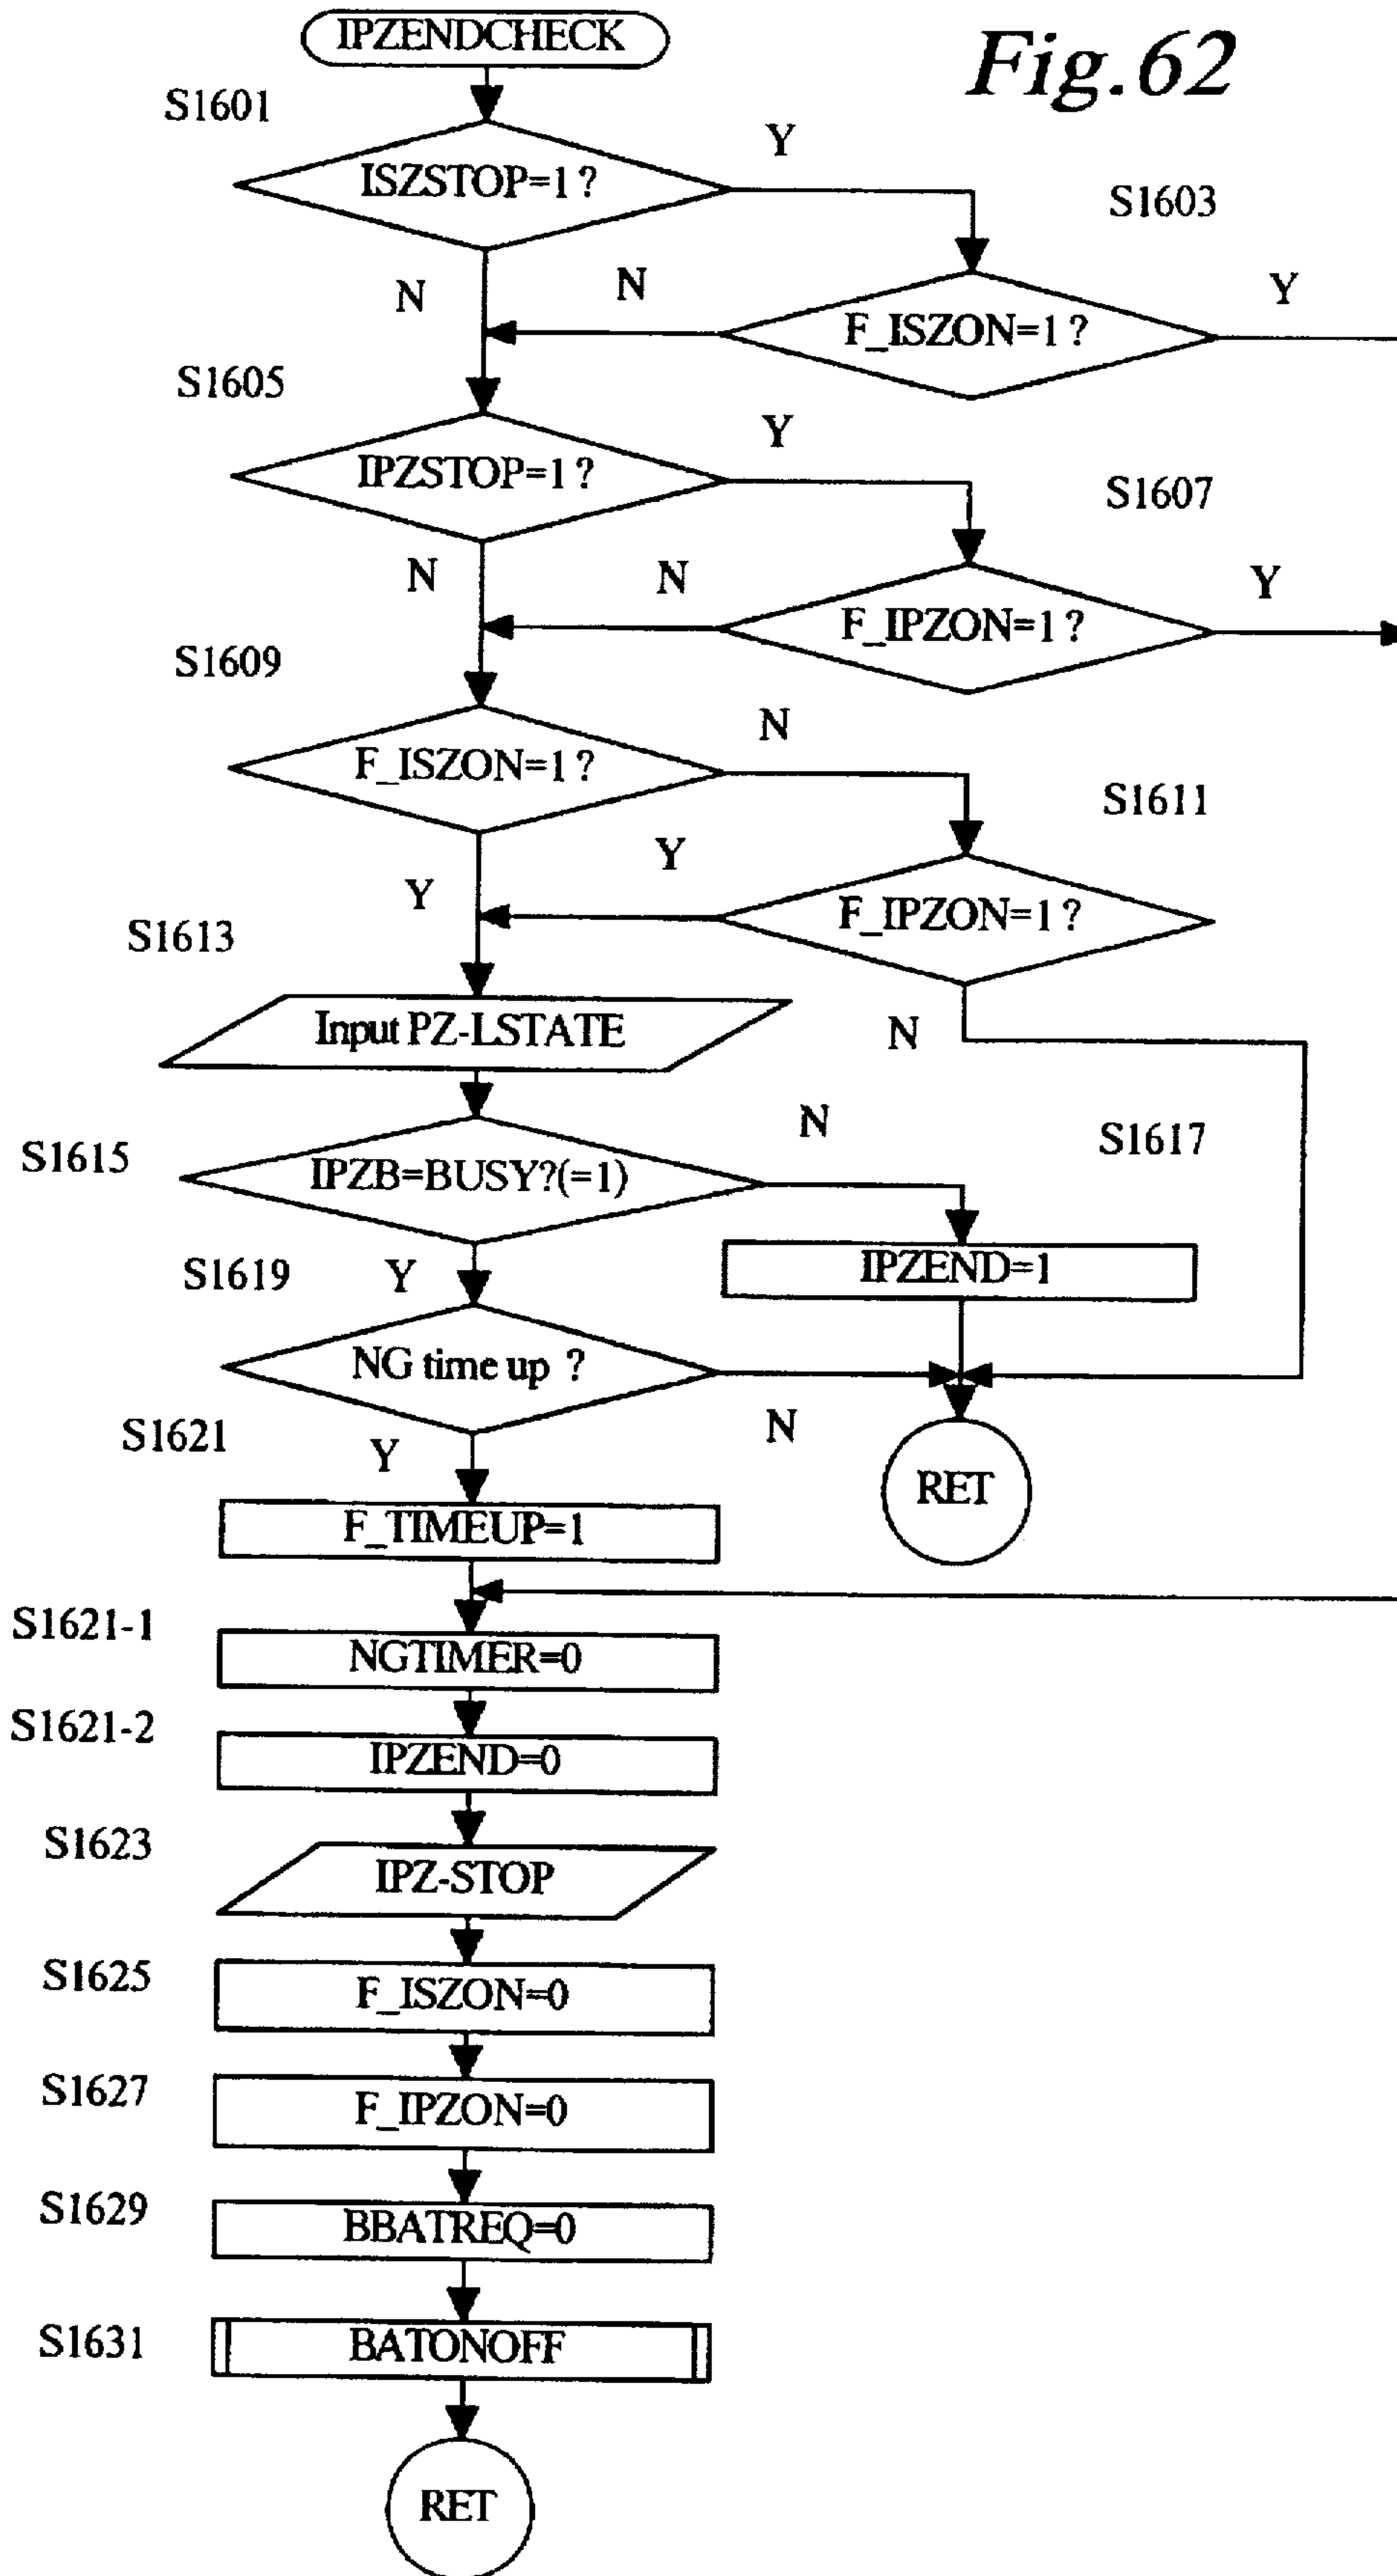 IPZENDCHECK
Fig.62
S1601
ISZSTOP=1 ?
Y
S1603
N
N
F_ISZON=1 ?
Y
S1605
IPZSTOP=1 ?
Y
S1607
N
N
F_IPZON=1 ?
Y
S1609
F_ISZON=1 ?
N
S1611
Y
Y
F_IPZON=1 ?
S1613
Input PZ-LSTATE
N
S1615
IPZB=BUSY?(=1)
N
S1617
IPZEND=1
S1619
Y
NG time up ?
N
S1621
Y
RET
F_TIMEUP=1
S1621-1
NGTIMER=0
S1621-2
IPZEND=0
S1623
IPZ-STOP
S1625
F_ISZON=0
S1627
F_IPZON=0
S1629
BBATREQ=0
S1631
BATONOFF
RET